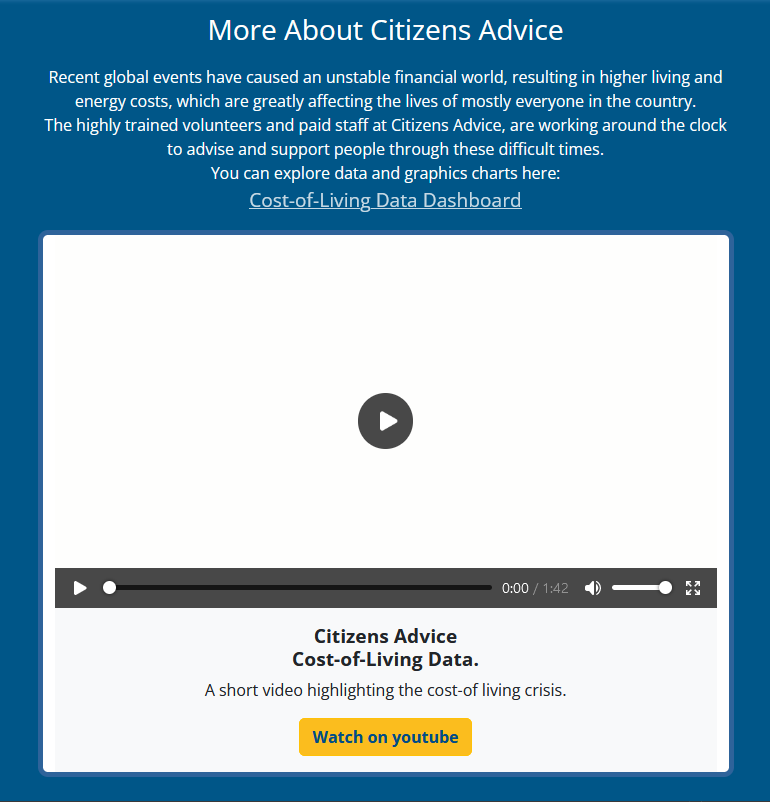 More About Citizens Advice
Recent global events have caused an unstable financial world, resulting in higher living and
energy costs, which are greatly affecting the lives of mostly everyone in the country.
The highly trained volunteers and paid staff at Citizens Advice, are working around the clock
to advise and support people through these difficult times.
You can explore data and graphics charts here:
Cost-of-Living Data Dashboard
0:00 / 1:42
Citizens Advice
Cost-of-Living Data.
A short video highlighting the cost-of living crisis.
Watch on youtube